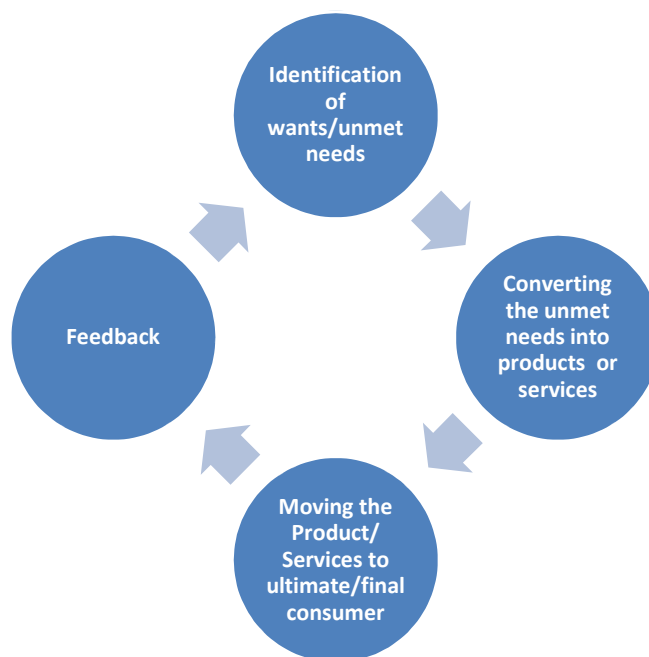 Identification
of
wants/unmet
needs
Converting
the unmet
needs into
products or
services
Moving the
Product/
Services to
ultimate/final
consumer
Feedback